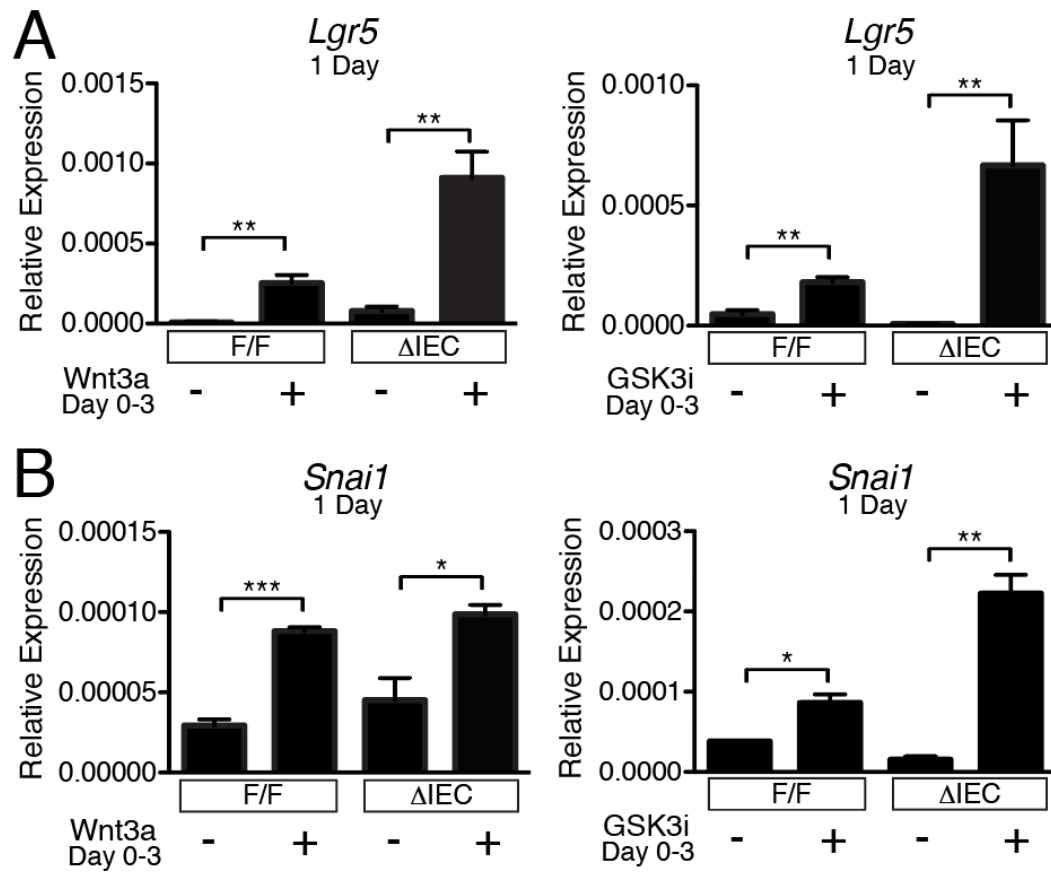 A
Lgr5
1 Day
Relative Expression
0.0015
0.0010
0.0005
0.0000
**
**
F/F
ΔIEC
Wnt3a
Day 0-3
- + - +
Lgr5
1 Day
Relative Expression
0.0010
0.0005
0.0000
**
**
F/F
ΔIEC
GSK3i
Day 0-3
- + - +
B
Snai1
1 Day
Relative Expression
0.00015
0.00010
0.00005
0.00000
***
*
F/F
ΔIEC
Wnt3a
Day 0-3
- + - +
Snai1
1 Day
Relative Expression
0.0003
0.0002
0.0001
0.0000
*
**
F/F
ΔIEC
GSK3i
Day 0-3
- + - +